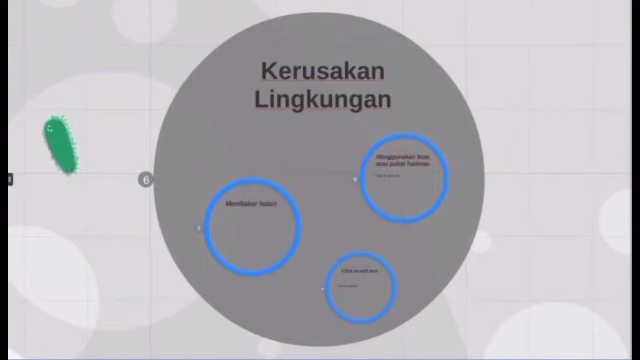 Kerusakan
Lingkungan
6
Menggunakan bom
atau pukat harimau
Membakar hutan
Click to edit text